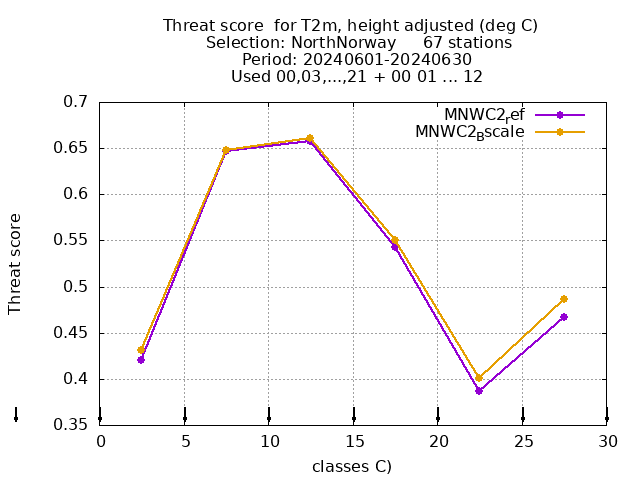 Threat score  for T2m, height adjusted (deg C)
Selection: NorthNorway     67 stations
Period: 20240601-20240630
Used 00,03,...,21 + 00 01 ... 12
MNWC2_ref
MNWC2_Bscale
0.7
0.65
0.6
0.55
0.5
0.45
0.4
0.35
Threat score
0 5 10 15 20 25 30
classes C)